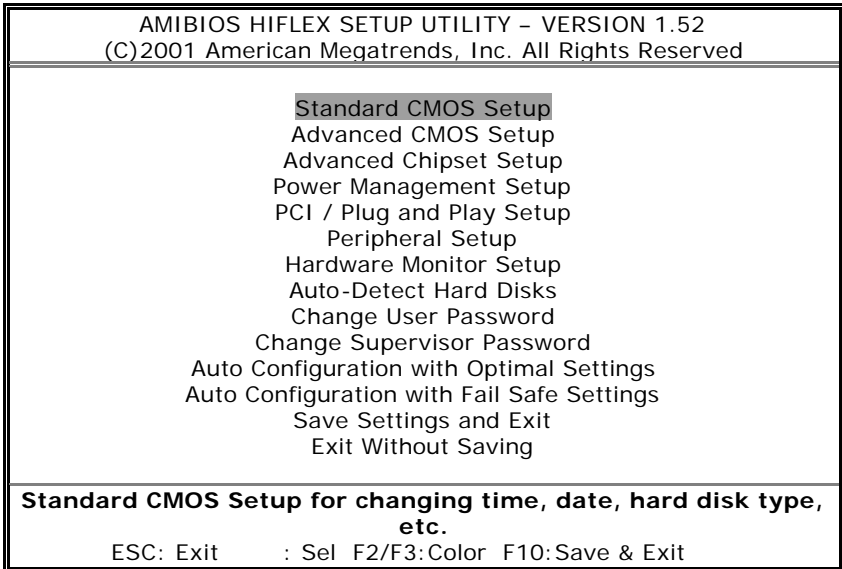 AMIBIOS HIFLEX SETUP UTILITY – VERSION 1.52
(C)2001 American Megatrends, Inc. All Rights Reserved
Standard CMOS Setup
Advanced CMOS Setup
Advanced Chipset Setup
Power Management Setup
PCI / Plug and Play Setup
Peripheral Setup
Hardware Monitor Setup
Auto-Detect Hard Disks
Change User Password
Change Supervisor Password
Auto Configuration with Optimal Settings
Auto Configuration with Fail Safe Settings
Save Settings and Exit
Exit Without Saving
Standard CMOS Setup for changing time, date, hard disk type,
etc.
ESC: Exit : Sel F2/F3:Color F10:Save & Exit